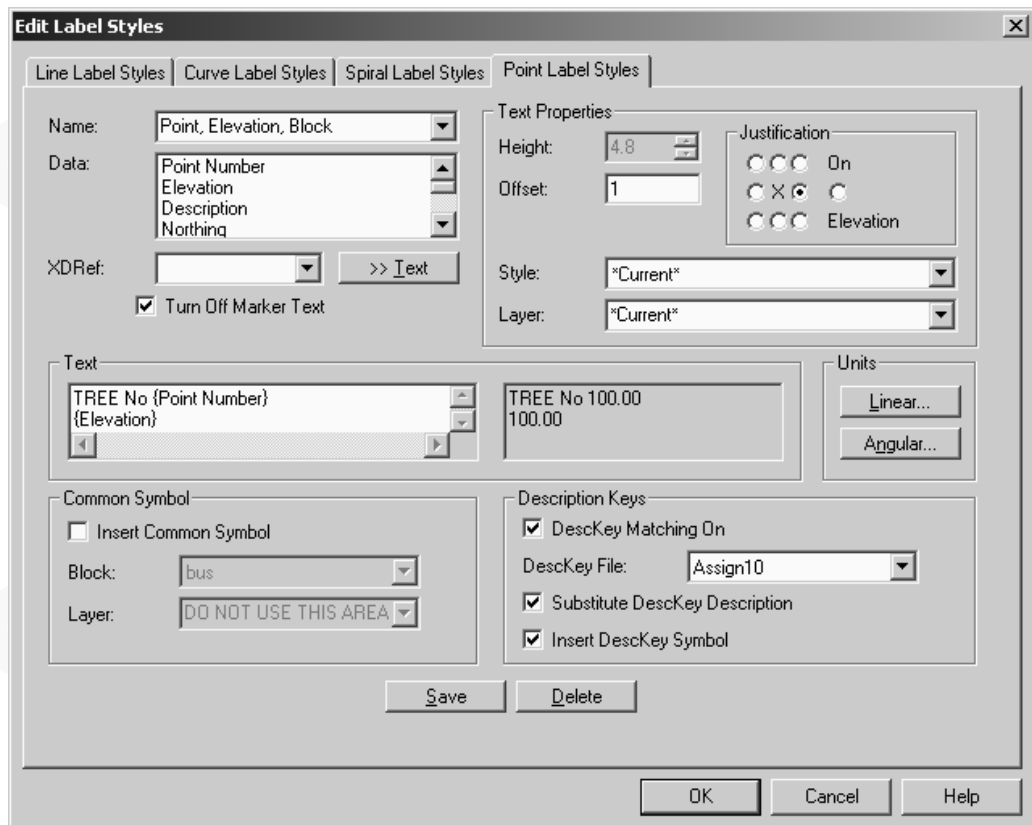 Edit Label Styles
Line Label Styles Curve Label Styles Spiral Label Styles Point Label Styles
Name: Point, Elevation, Block
Data: Point Number
Elevation
Description
Northing
XDRef: >> Text
Turn Off Marker Text
Text Properties
Height: 4.8
Offset: 1
Justification
On
X
Elevation
Style: *Current*
Layer: *Current*
Text
TREE No {Point Number}
{Elevation}
TREE No 100.00
100.00
Units
Linear...
Angular...
Common Symbol
Insert Common Symbol
Block: bus
Layer: DO NOT USE THIS AREA
Description Keys
DescKey Matching On
DescKey File: Assign10
Substitute DescKey Description
Insert DescKey Symbol
Save Delete
OK Cancel Help